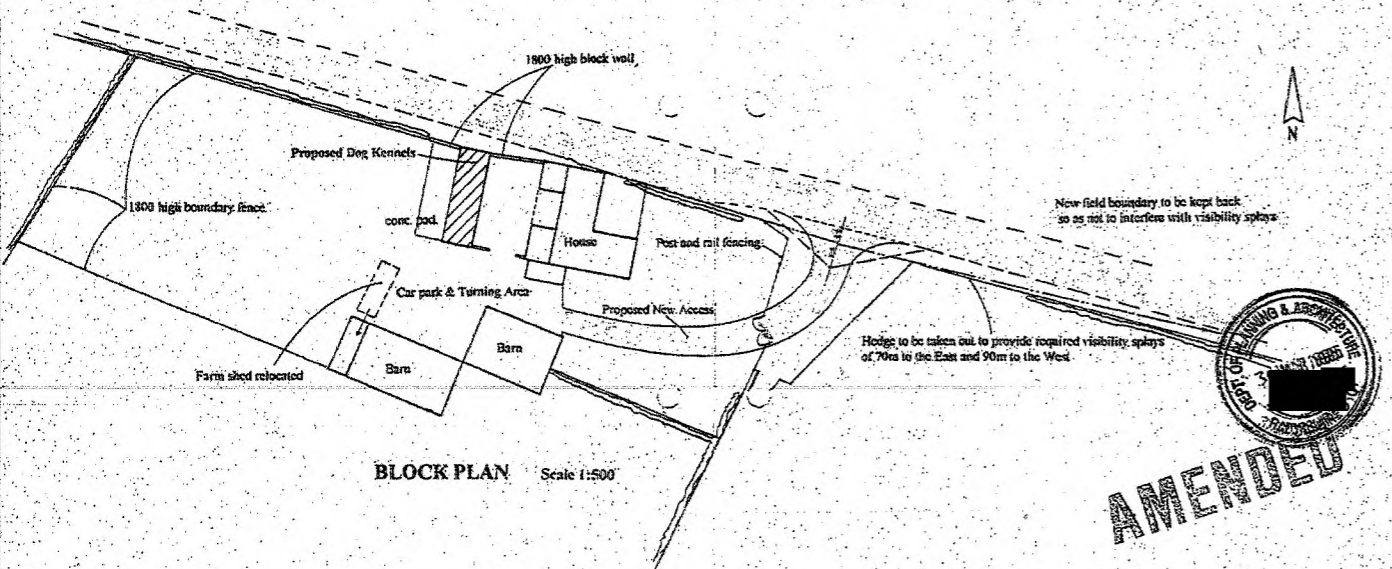 1800 high block wall
N
Proposed Dog Kennels
New field boundary to be kept back
so as not to interfere with visibility splays
1800 high boundary fence
conc. pad
House
Post and rail fencing
Car park & Turning Area
Proposed New Access
Hedge to be taken out to provide required visibility splays
of 70m to the East and 90m to the West
Barn
Farm shed relocated
Barn
DEPT OF PLANNING & ARCHITECTURE
BLOCK PLAN Scale 1:500
AMENDED